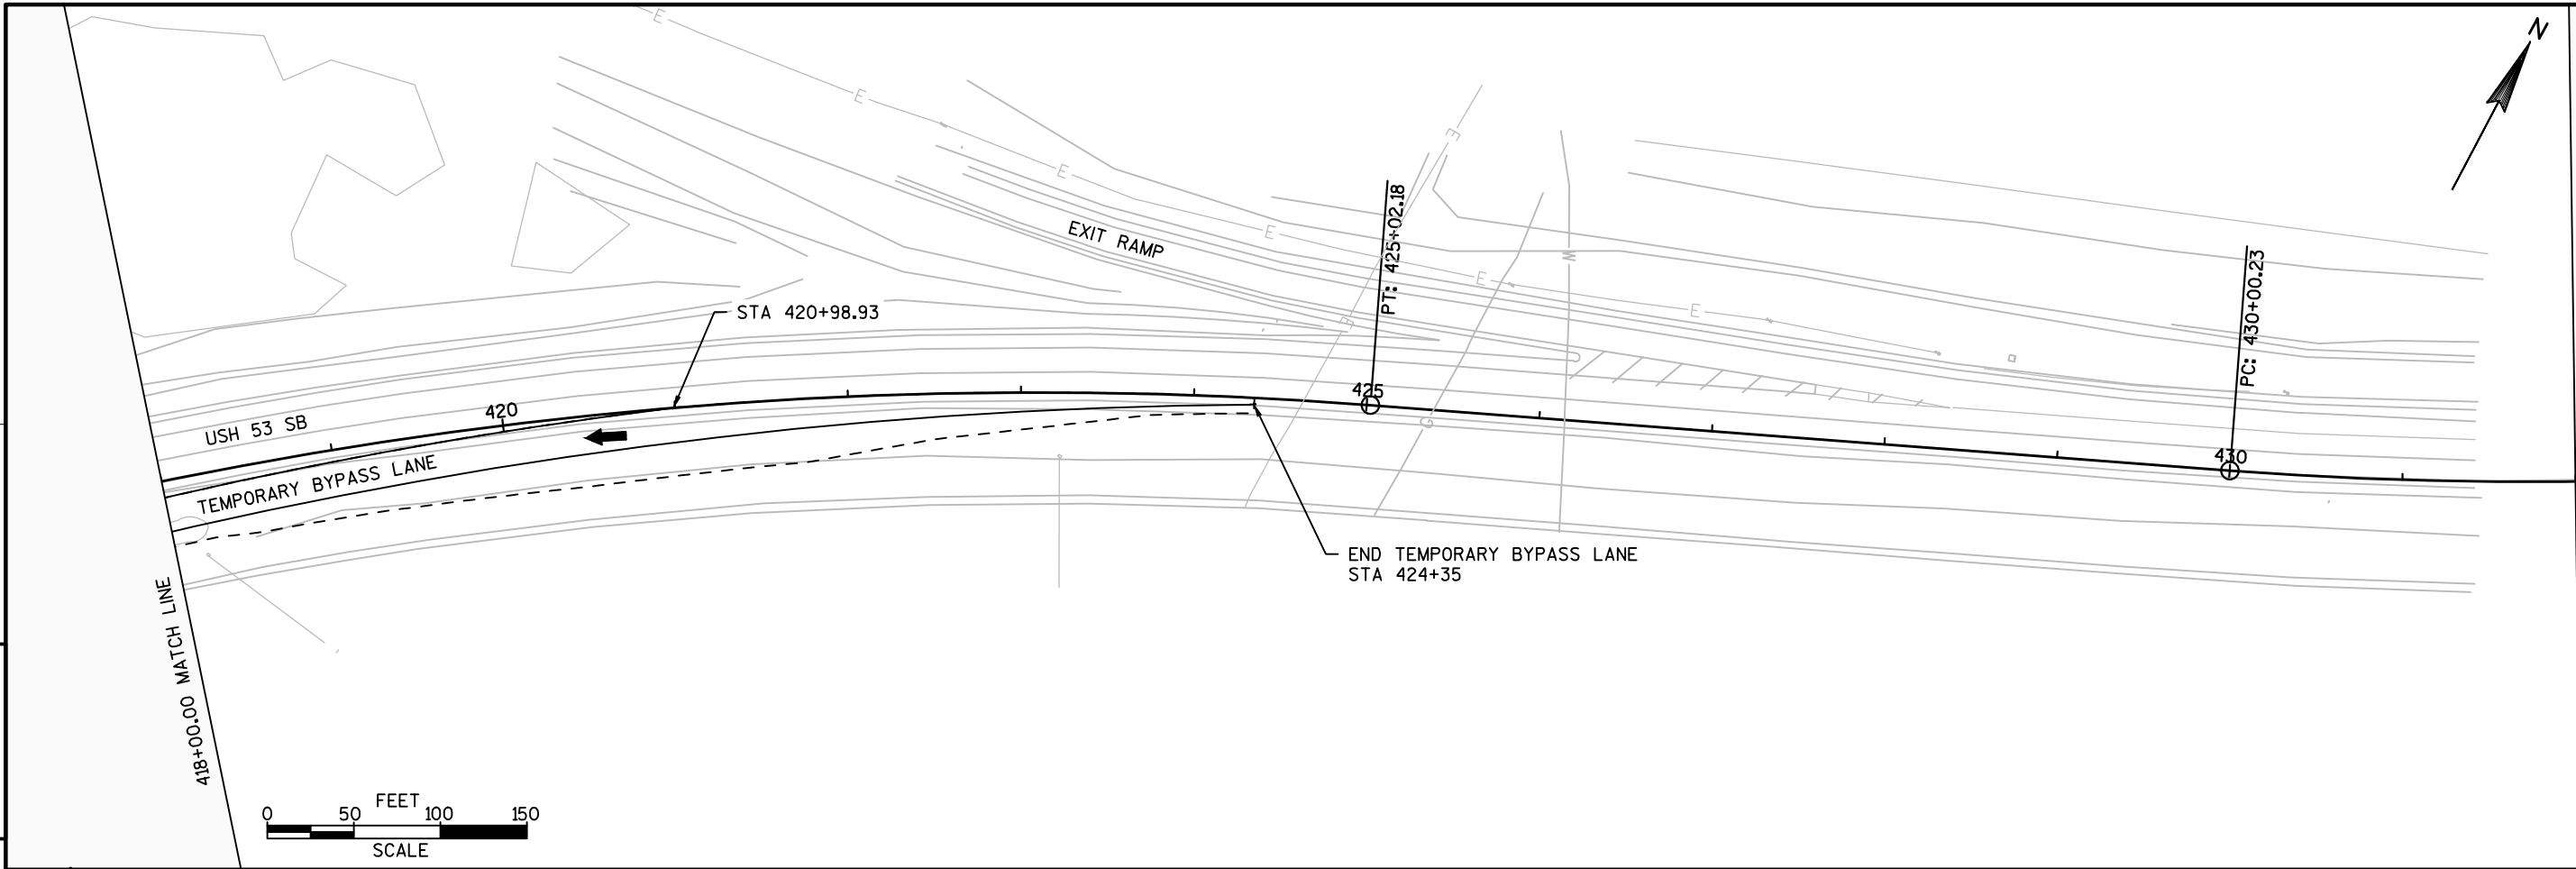 N
E
E
E
E
E
E
E
E
W
G
EXIT RAMP
PT: 425+02.18
PC: 430+00.23
STA 420+98.93
425
420
430
USH 53 SB
TEMPORARY BYPASS LANE
END TEMPORARY BYPASS LANE
STA 424+35
418+00.00 MATCH LINE
FEET
0 50 100 150
SCALE